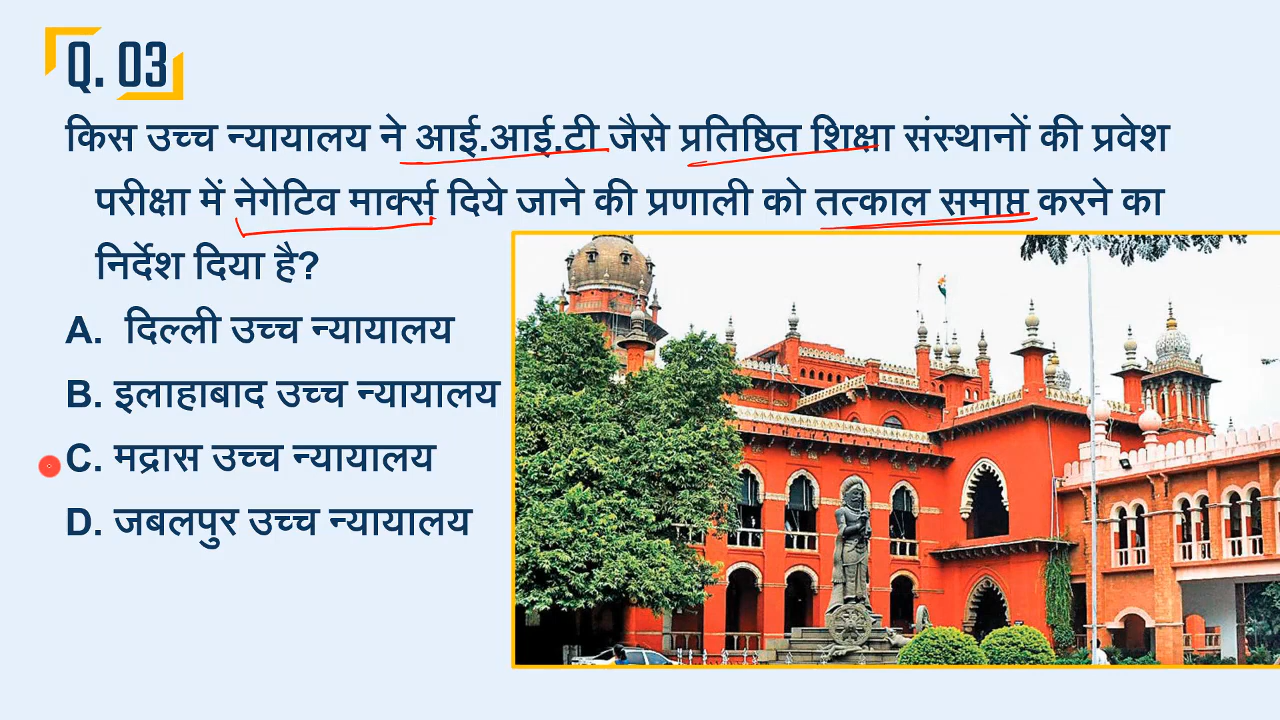 Q. 03
किस उच्च न्यायालय ने आई.आई.टी जैसे प्रतिष्ठित शिक्षा संस्थानों की प्रवेश
परीक्षा में नेगेटिव मार्क्स दिये जाने की प्रणाली को तत्काल समाप्त करने का
निर्देश दिया है?
A. दिल्ली उच्च न्यायालय
B. इलाहाबाद उच्च न्यायालय
C. मद्रास उच्च न्यायालय
D. जबलपुर उच्च न्यायालय